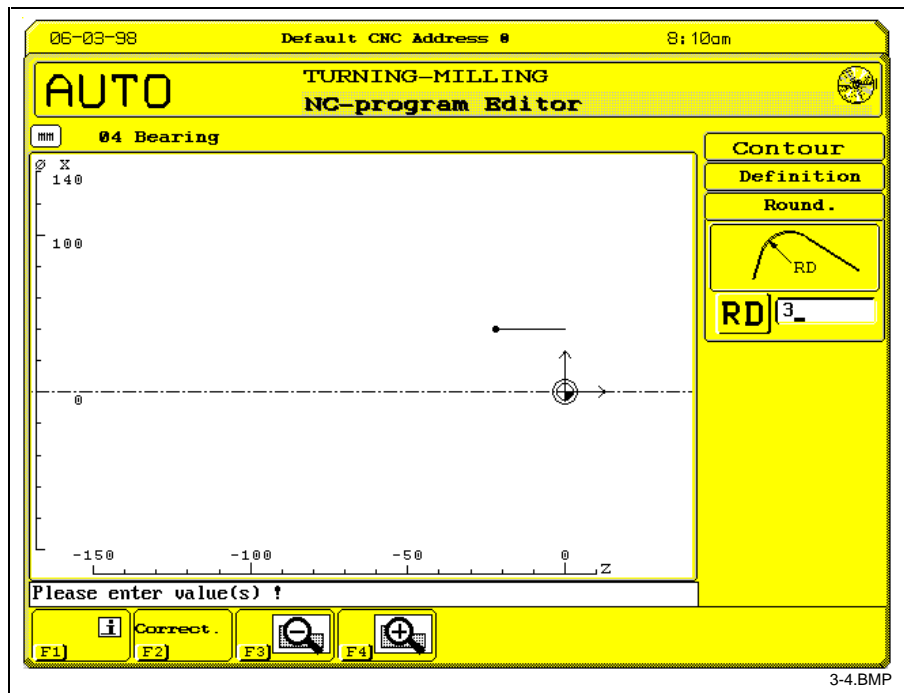 06-03-98 Default CNC Address 0 8:10am
AUTO
TURNING-MILLING
NC-program Editor
mm 04 Bearing
Contour
Definition
Round.
RD
RD 3_
Ø X
140
100
0
-150 -100 -50 0 Z
Please enter value(s) !
F1) i
Correct. F2)
F3)
F4)
3-4.BMP